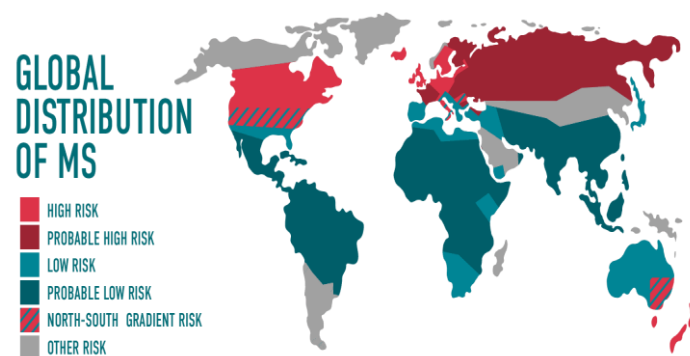 GLOBAL
DISTRIBUTION
OF MS
HIGH RISK
PROBABLE HIGH RISK
LOW RISK
PROBABLE LOW RISK
NORTH-SOUTH GRADIENT RISK
OTHER RISK